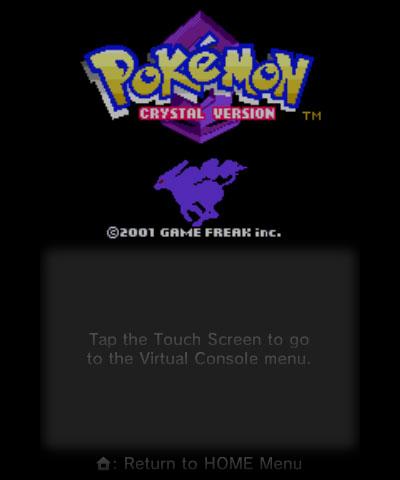 POKéMON
CRYSTAL VERSION TM
©2001 GAME FREAK inc.
Tap the Touch Screen to go
to the Virtual Console menu.
: Return to HOME Menu